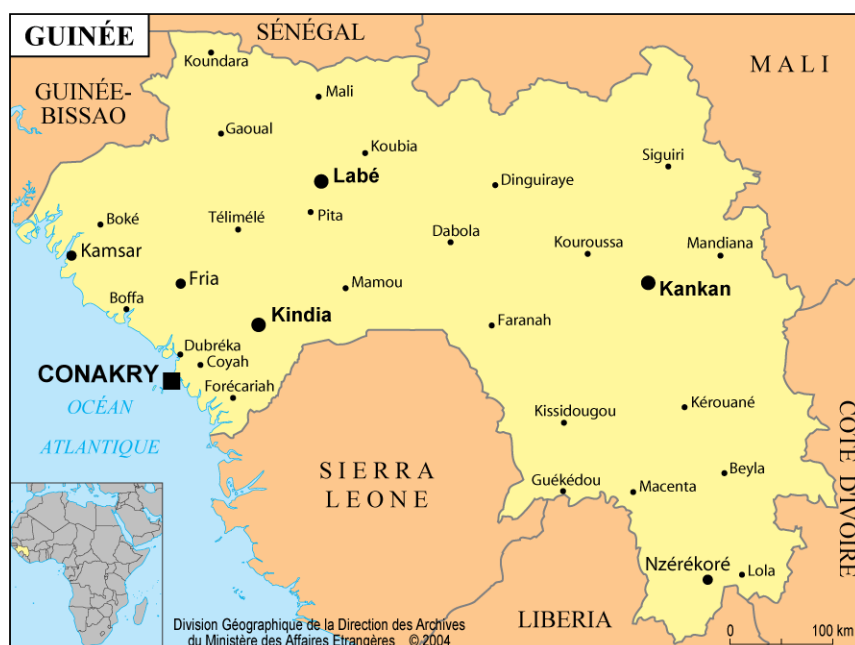 GUINÉE
SÉNÉGAL
MALI
GUINÉE-
BISSAO
Koundara
Mali
Gaoual
Koubia
Siguiri
Labé
Dinguiraye
Pita
Boké
Télimélé
Dabola
Kouroussa
Mandiana
Kamsar
Fria
Mamou
Kankan
Boffa
Kindia
Faranah
Dubréka
Coyah
CONAKRY
Forécariah
OCÉAN
ATLANTIQUE
Kissidougou
Kérouané
CÔTE D'IVOIRE
SIERRA
LEONE
Guékédou
Macenta
Beyla
Nzérékoré
Lola
LIBERIA
Division Géographique de la Direction des Archives
du Ministère des Affaires Etrangères © 2004
0 100 km